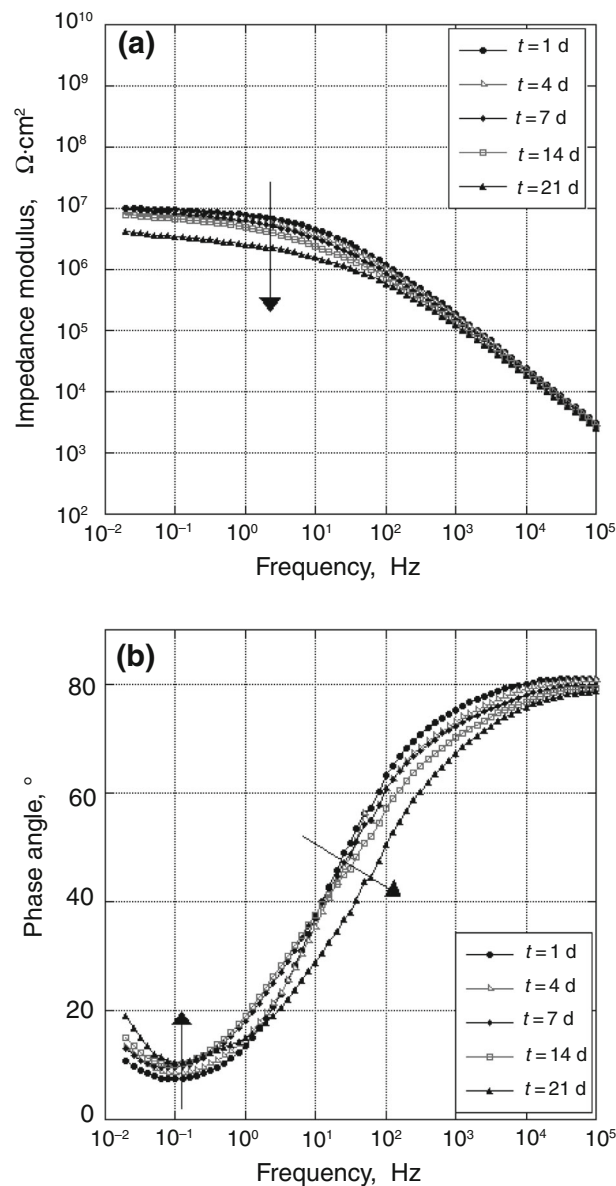 (a)
t = 1 d
t = 4 d
t = 7 d
t = 14 d
t = 21 d
10¹⁰
10⁹
10⁸
10⁷
10⁶
10⁵
10⁴
10³
10²
Impedance modulus, Ω·cm²
10⁻² 10⁻¹ 10⁰ 10¹ 10² 10³ 10⁴ 10⁵
Frequency, Hz
(b)
80
60
40
20
0
Phase angle, °
t = 1 d
t = 4 d
t = 7 d
t = 14 d
t = 21 d
10⁻² 10⁻¹ 10⁰ 10¹ 10² 10³ 10⁴ 10⁵
Frequency, Hz